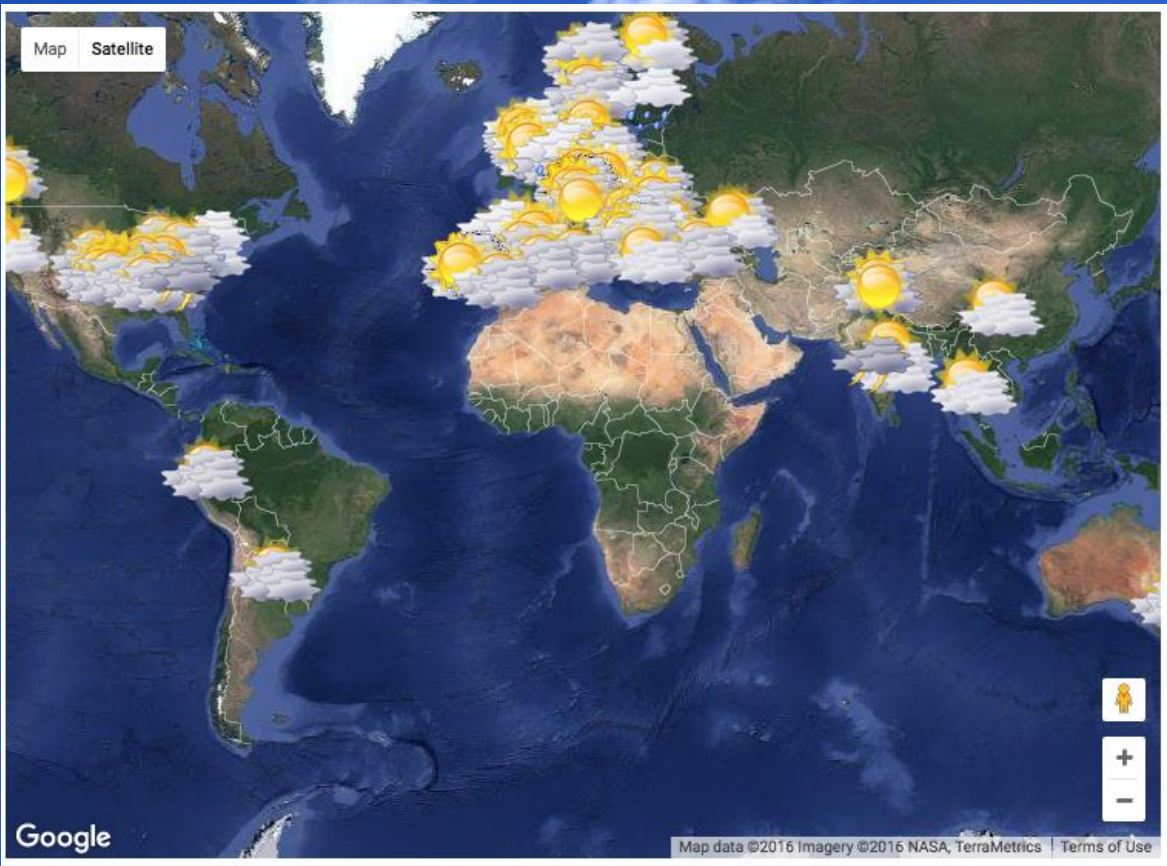 Map Satellite
+
−
Google
Map data ©2016 Imagery ©2016 NASA, TerraMetrics Terms of Use